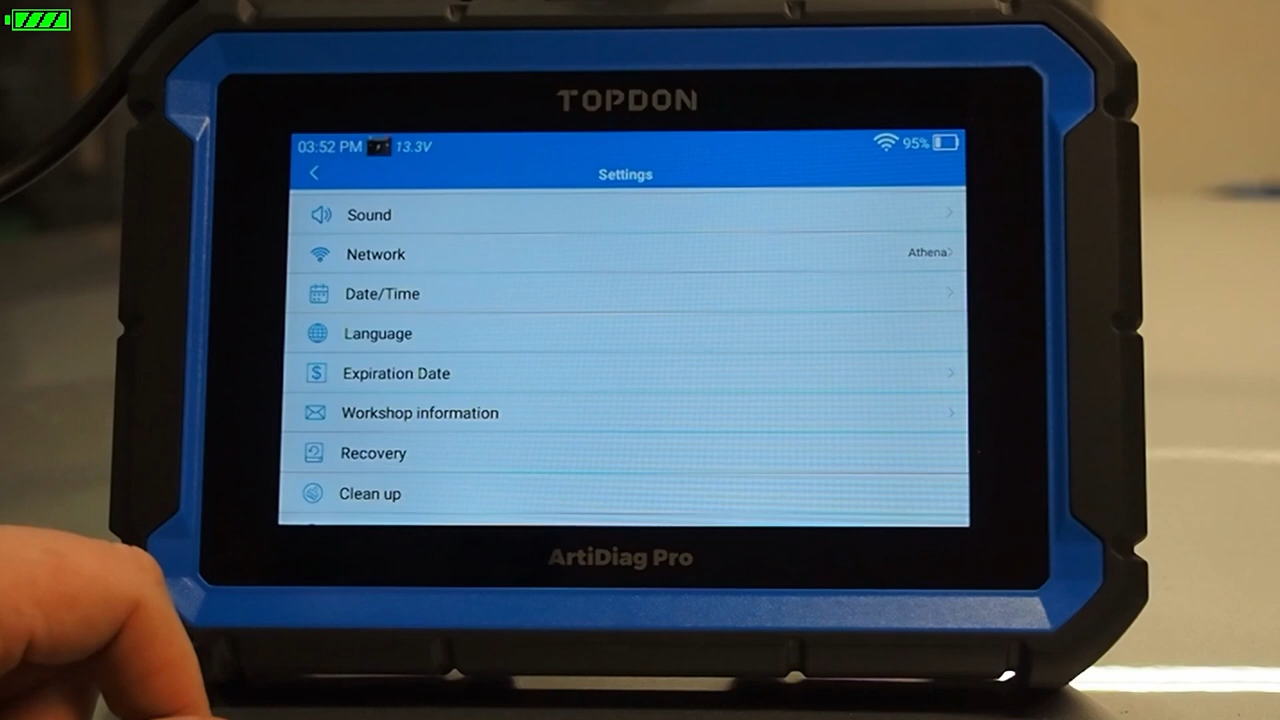 TOPDON
03:52 PM 13.3V 95%
Settings
Sound
Network Athena
Date/Time
Language
Expiration Date
Workshop information
Recovery
Clean up
ArtiDiag Pro